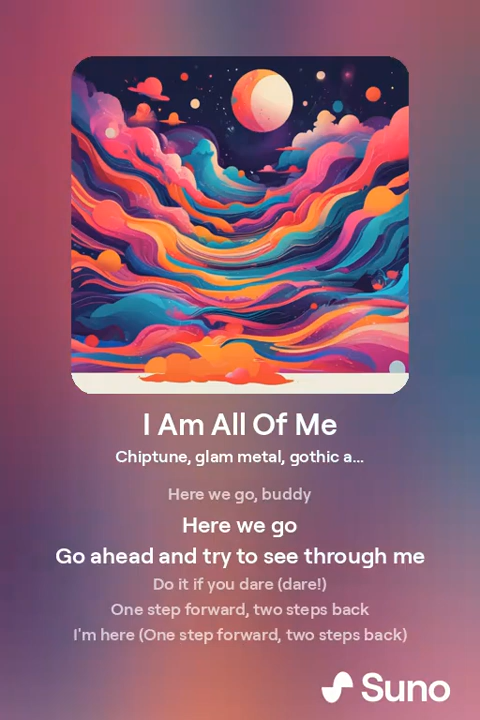 I Am All Of Me
Chiptune, glam metal, gothic a...
Here we go, buddy
Here we go
Go ahead and try to see through me
Do it if you dare (dare!)
One step forward, two steps back
I'm here (One step forward, two steps back)
Suno